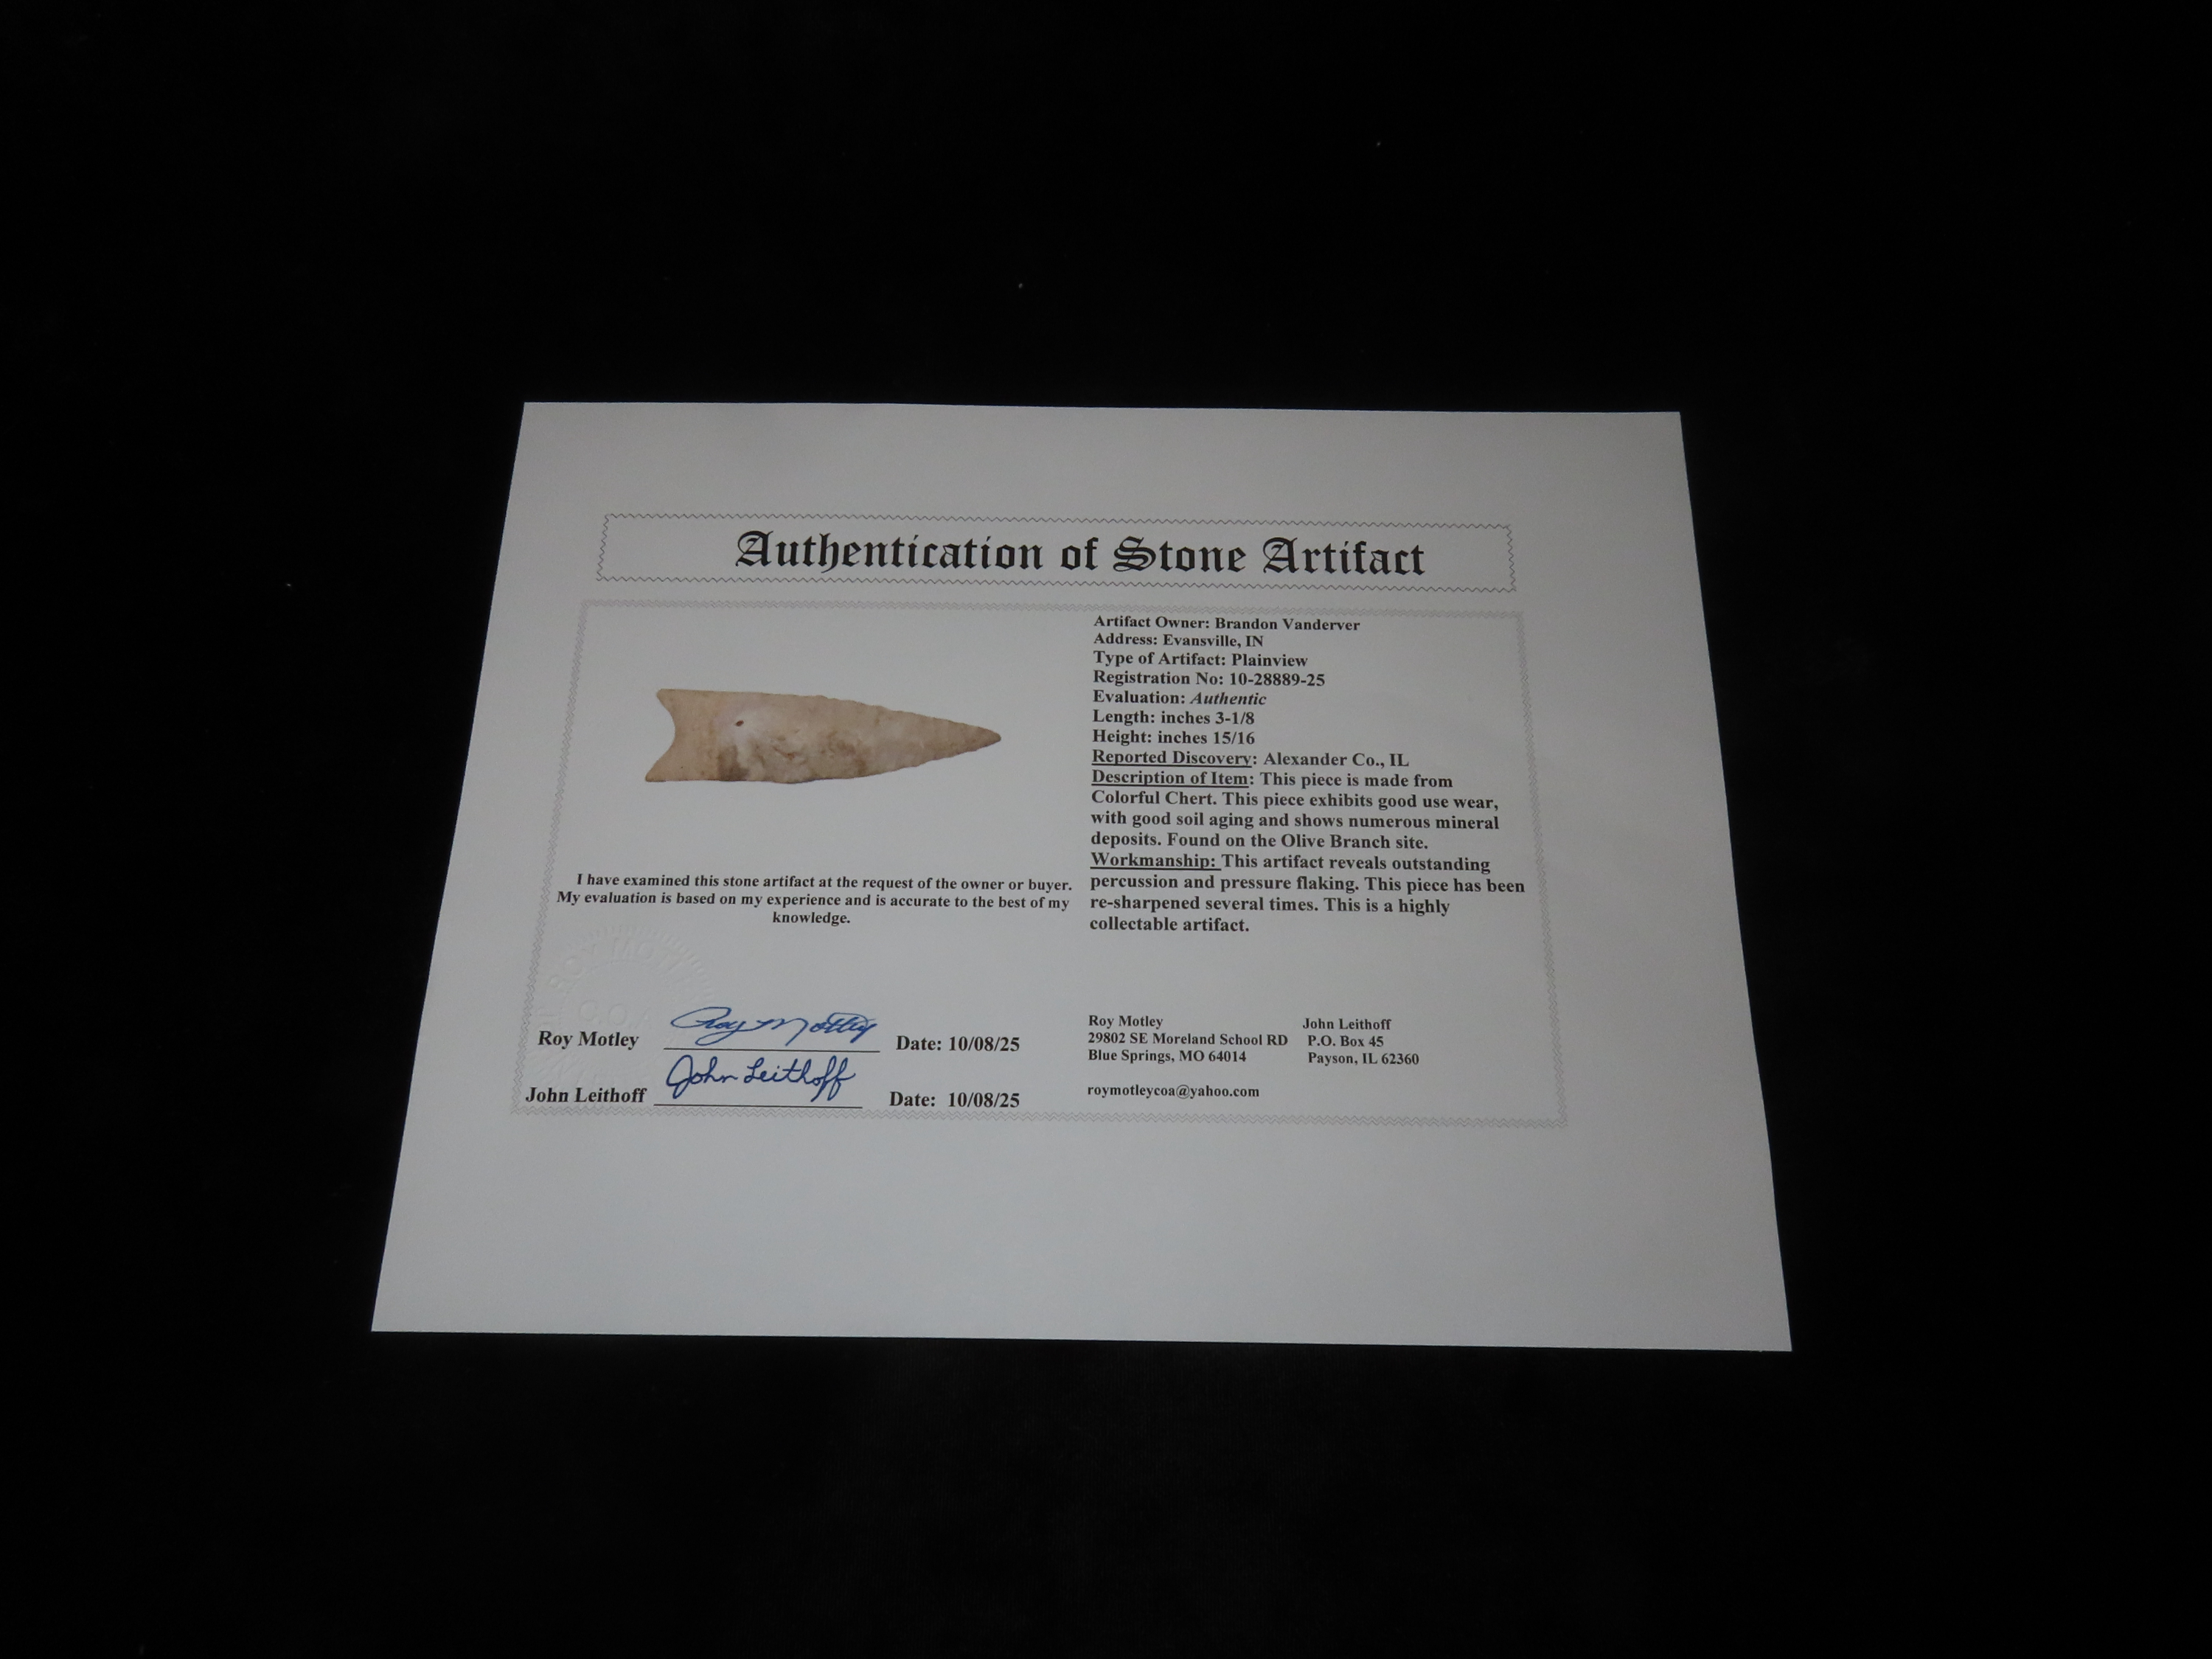 Authentication of Stone Artifact
Artifact Owner: Brandon Vanderver
Address: Evansville, IN
Type of Artifact: Plainview
Registration No: 10-28889-25
Evaluation: Authentic
Length: inches 3-1/8
Height: inches 15/16
Reported Discovery: Alexander Co., IL
Description of Item: This piece is made from
Colorful Chert. This piece exhibits good use wear,
with good soil aging and shows numerous mineral
deposits. Found on the Olive Branch site.
Workmanship: This artifact reveals outstanding
percussion and pressure flaking. This piece has been
re-sharpened several times. This is a highly
collectable artifact.
I have examined this stone artifact at the request of the owner or buyer.
My evaluation is based on my experience and is accurate to the best of my
knowledge.
Roy Motley Roy Motley Date: 10/08/25
John Leithoff John Leithoff Date: 10/08/25
Roy Motley
29802 SE Moreland School RD
Blue Springs, MO 64014
roymotleycoa@yahoo.com
John Leithoff
P.O. Box 45
Payson, IL 62360